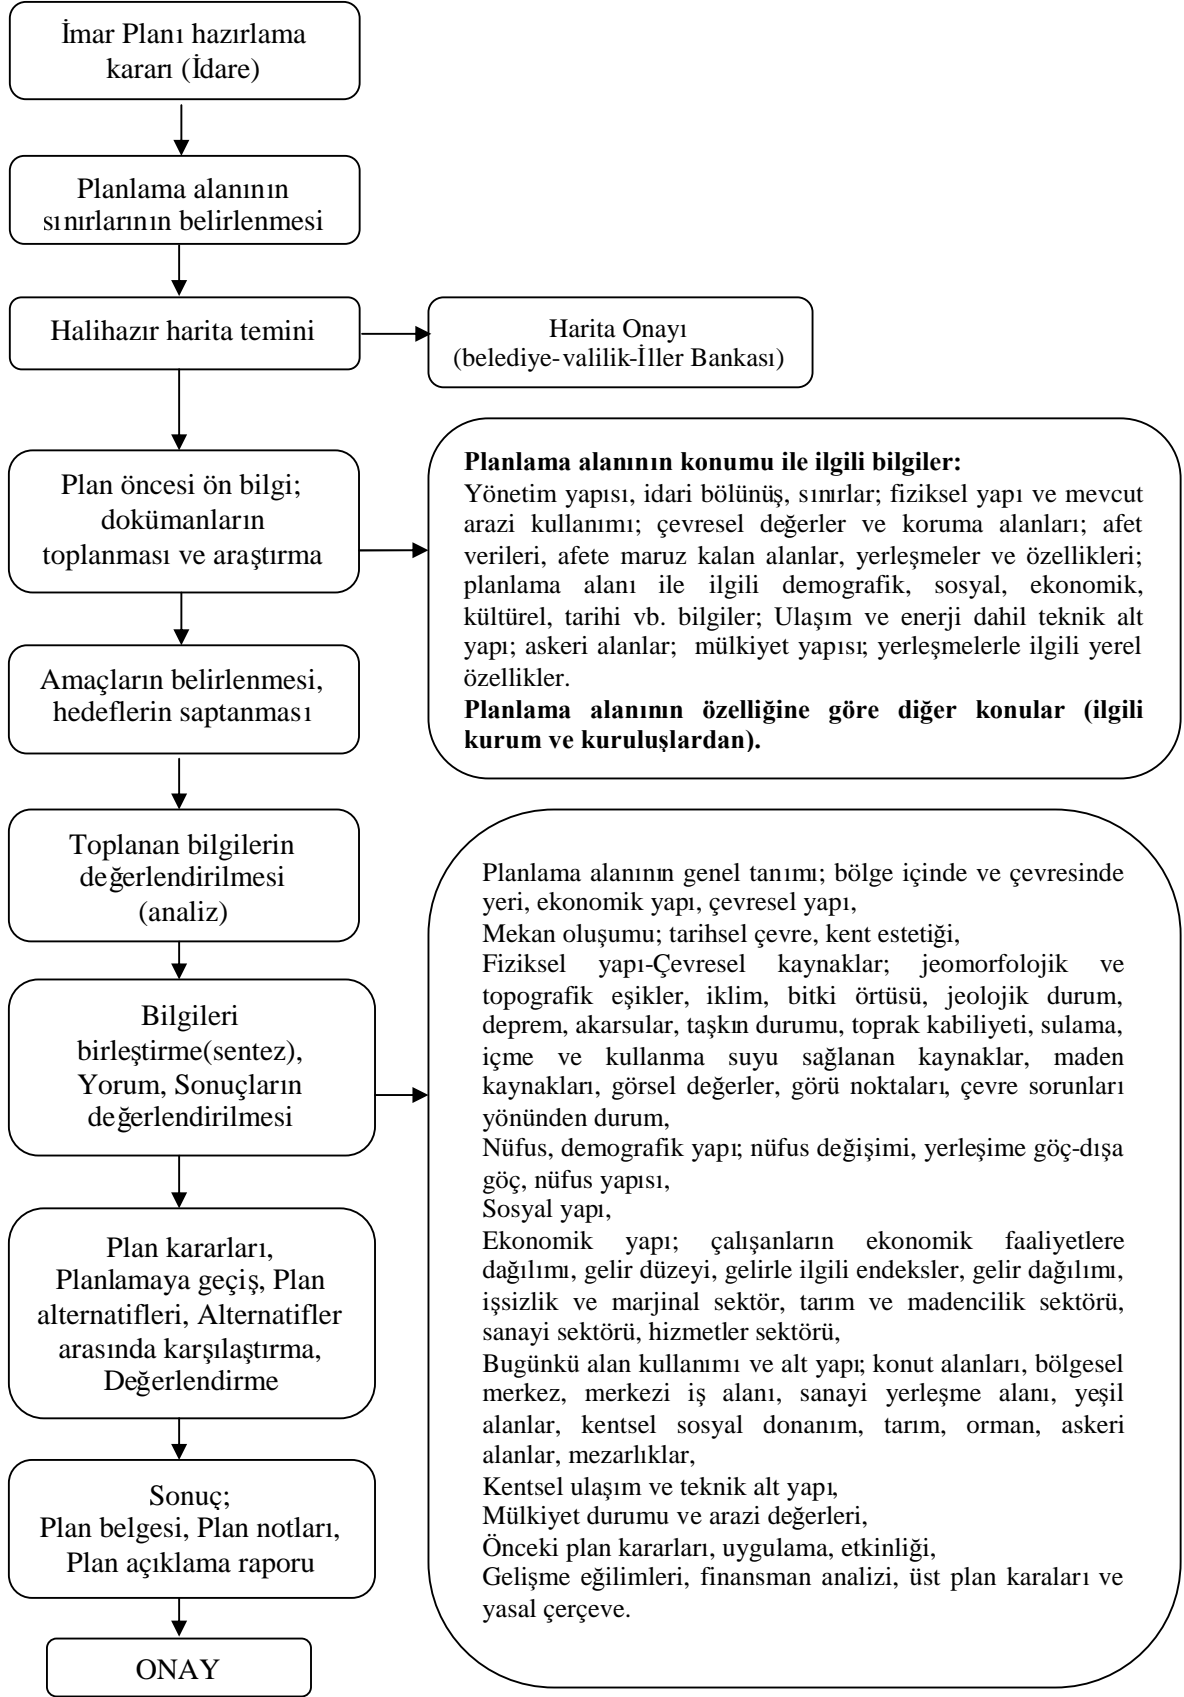 İmar Planı hazırlama
kararı (İdare)
Planlama alanının
sınırlarının belirlenmesi
Halihazır harita temini
Harita Onayı
(belediye-valilik-İller Bankası)
Plan öncesi ön bilgi;
dokümanların
toplanması ve araştırma
Planlama alanının konumu ile ilgili bilgiler:
Yönetim yapısı, idari bölünüş, sınırlar; fiziksel yapı ve mevcut
arazi kullanımı; çevresel değerler ve koruma alanları; afet
verileri, afete maruz kalan alanlar, yerleşmeler ve özellikleri;
planlama alanı ile ilgili demografik, sosyal, ekonomik,
kültürel, tarihi vb. bilgiler; Ulaşım ve enerji dahil teknik alt
yapı; askeri alanlar; mülkiyet yapısı; yerleşmelerle ilgili yerel
özellikler.
Planlama alanının özelliğine göre diğer konular (ilgili
kurum ve kuruluşlardan).
Amaçların belirlenmesi,
hedeflerin saptanması
Toplanan bilgilerin
değerlendirilmesi
(analiz)
Bilgileri
birleştirme(sentez),
Yorum, Sonuçların
değerlendirilmesi
Planlama alanının genel tanımı; bölge içinde ve çevresinde
yeri, ekonomik yapı, çevresel yapı,
Mekan oluşumu; tarihsel çevre, kent estetiği,
Fiziksel yapı-Çevresel kaynaklar; jeomorfolojik ve
topografik eşikler, iklim, bitki örtüsü, jeolojik durum,
deprem, akarsular, taşkın durumu, toprak kabiliyeti, sulama,
içme ve kullanma suyu sağlanan kaynaklar, maden
kaynakları, görsel değerler, görü noktaları, çevre sorunları
yönünden durum,
Nüfus, demografik yapı; nüfus değişimi, yerleşime göç-dışa
göç, nüfus yapısı,
Sosyal yapı,
Ekonomik yapı; çalışanların ekonomik faaliyetlere
dağılımı, gelir düzeyi, gelirle ilgili endeksler, gelir dağılımı,
işsizlik ve marjinal sektör, tarım ve madencilik sektörü,
sanayi sektörü, hizmetler sektörü,
Bugünkü alan kullanımı ve alt yapı; konut alanları, bölgesel
merkez, merkezi iş alanı, sanayi yerleşme alanı, yeşil
alanlar, kentsel sosyal donanım, tarım, orman, askeri
alanlar, mezarlıklar,
Kentsel ulaşım ve teknik alt yapı,
Mülkiyet durumu ve arazi değerleri,
Önceki plan kararları, uygulama, etkinliği,
Gelişme eğilimleri, finansman analizi, üst plan karaları ve
yasal çerçeve.
Plan kararları,
Planlamaya geçiş, Plan
alternatifleri, Alternatifler
arasında karşılaştırma,
Değerlendirme
Sonuç;
Plan belgesi, Plan notları,
Plan açıklama raporu
ONAY